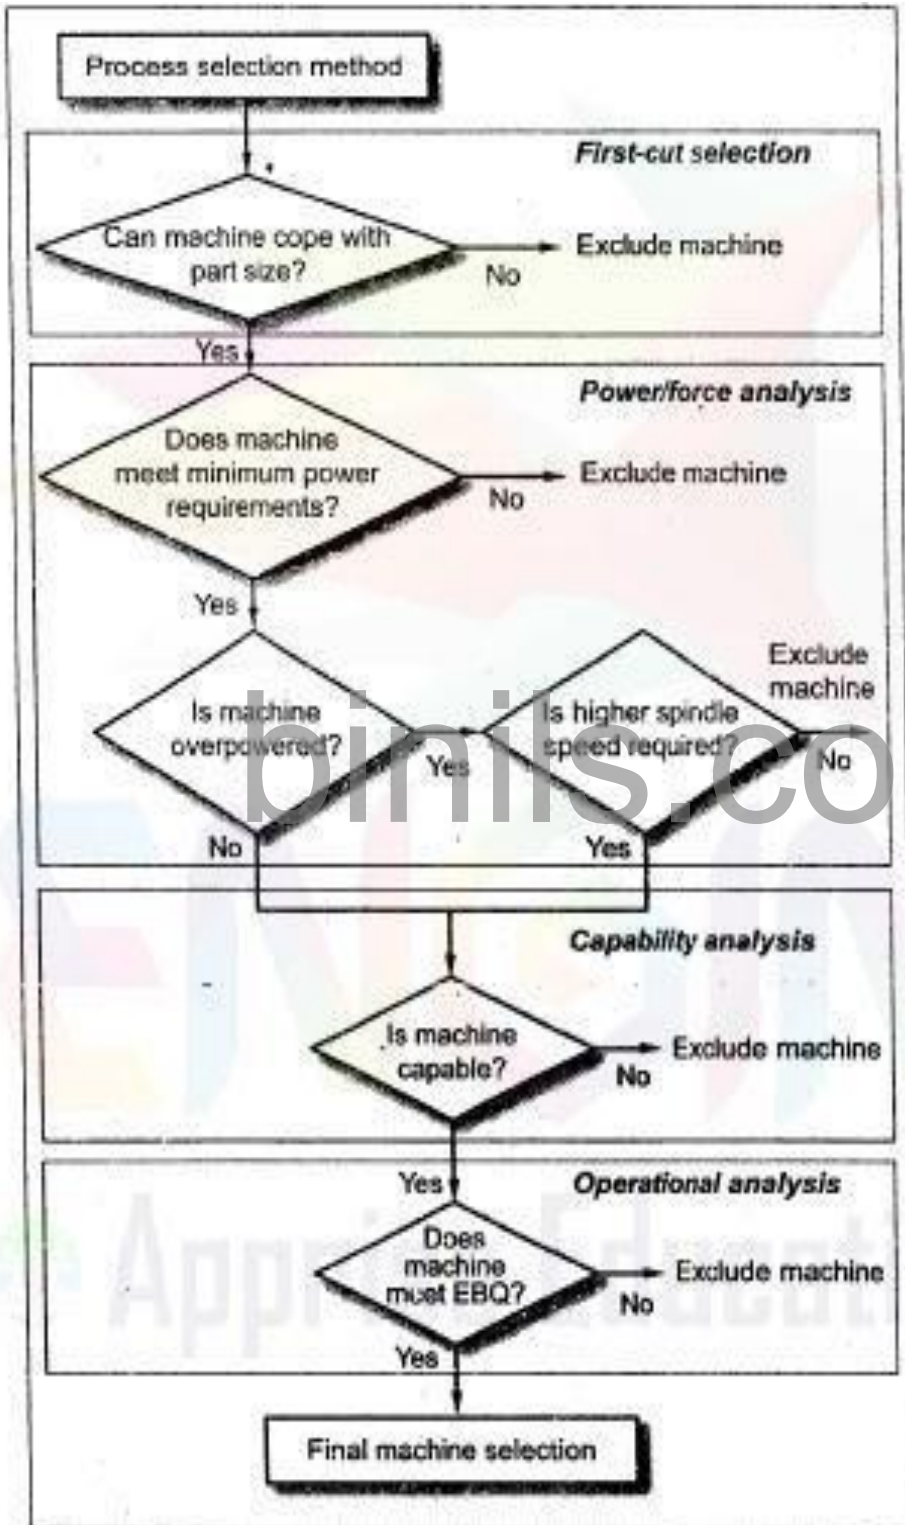 Process selection method
First-cut selection
Can machine cope with
part size?
Exclude machine
No
Yes
Power/force analysis
Does machine
meet minimum power
requirements?
Exclude machine
No
Yes
Is machine
overpowered?
Yes
Is higher spindle
speed required?
Exclude
machine
No
No
Yes
binils.co
Capability analysis
Is machine
capable?
Exclude machine
No
Yes
Operational analysis
Does
machine
must EBQ?
Exclude machine
No
Yes
Final machine selection